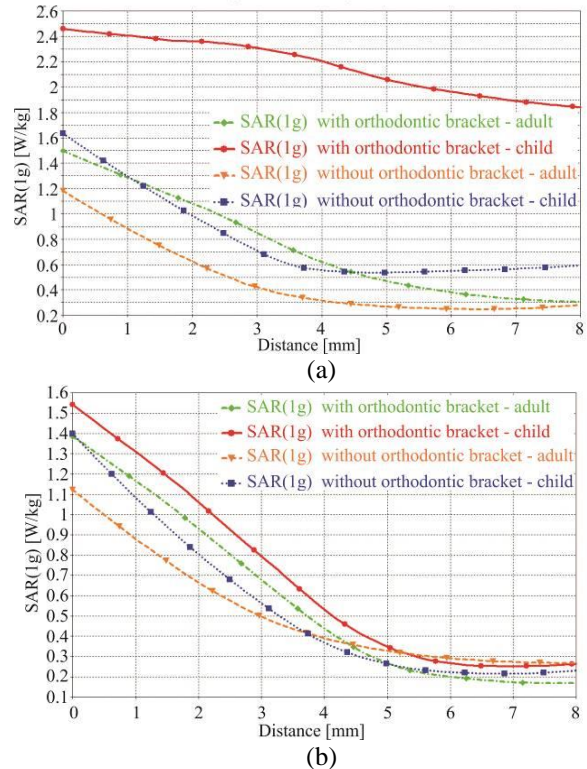 2.6
2.4
2.2
2
1.8
1.6
1.4
1.2
1
0.8
0.6
0.4
0.2
SAR(1g) [W/kg]
SAR(1g) with orthodontic bracket - adult
SAR(1g) with orthodontic bracket - child
SAR(1g) without orthodontic bracket - adult
SAR(1g) without orthodontic bracket - child
0 1 2 3 4 5 6 7 8
Distance [mm]
(a)
1.6
1.5
1.4
1.3
1.2
1.1
1
0.9
0.8
0.7
0.6
0.5
0.4
0.3
0.2
0.1
SAR(1g) [W/kg]
SAR(1g) with orthodontic bracket - adult
SAR(1g) with orthodontic bracket - child
SAR(1g) without orthodontic bracket - adult
SAR(1g) without orthodontic bracket - child
0 1 2 3 4 5 6 7 8
Distance [mm]
(b)